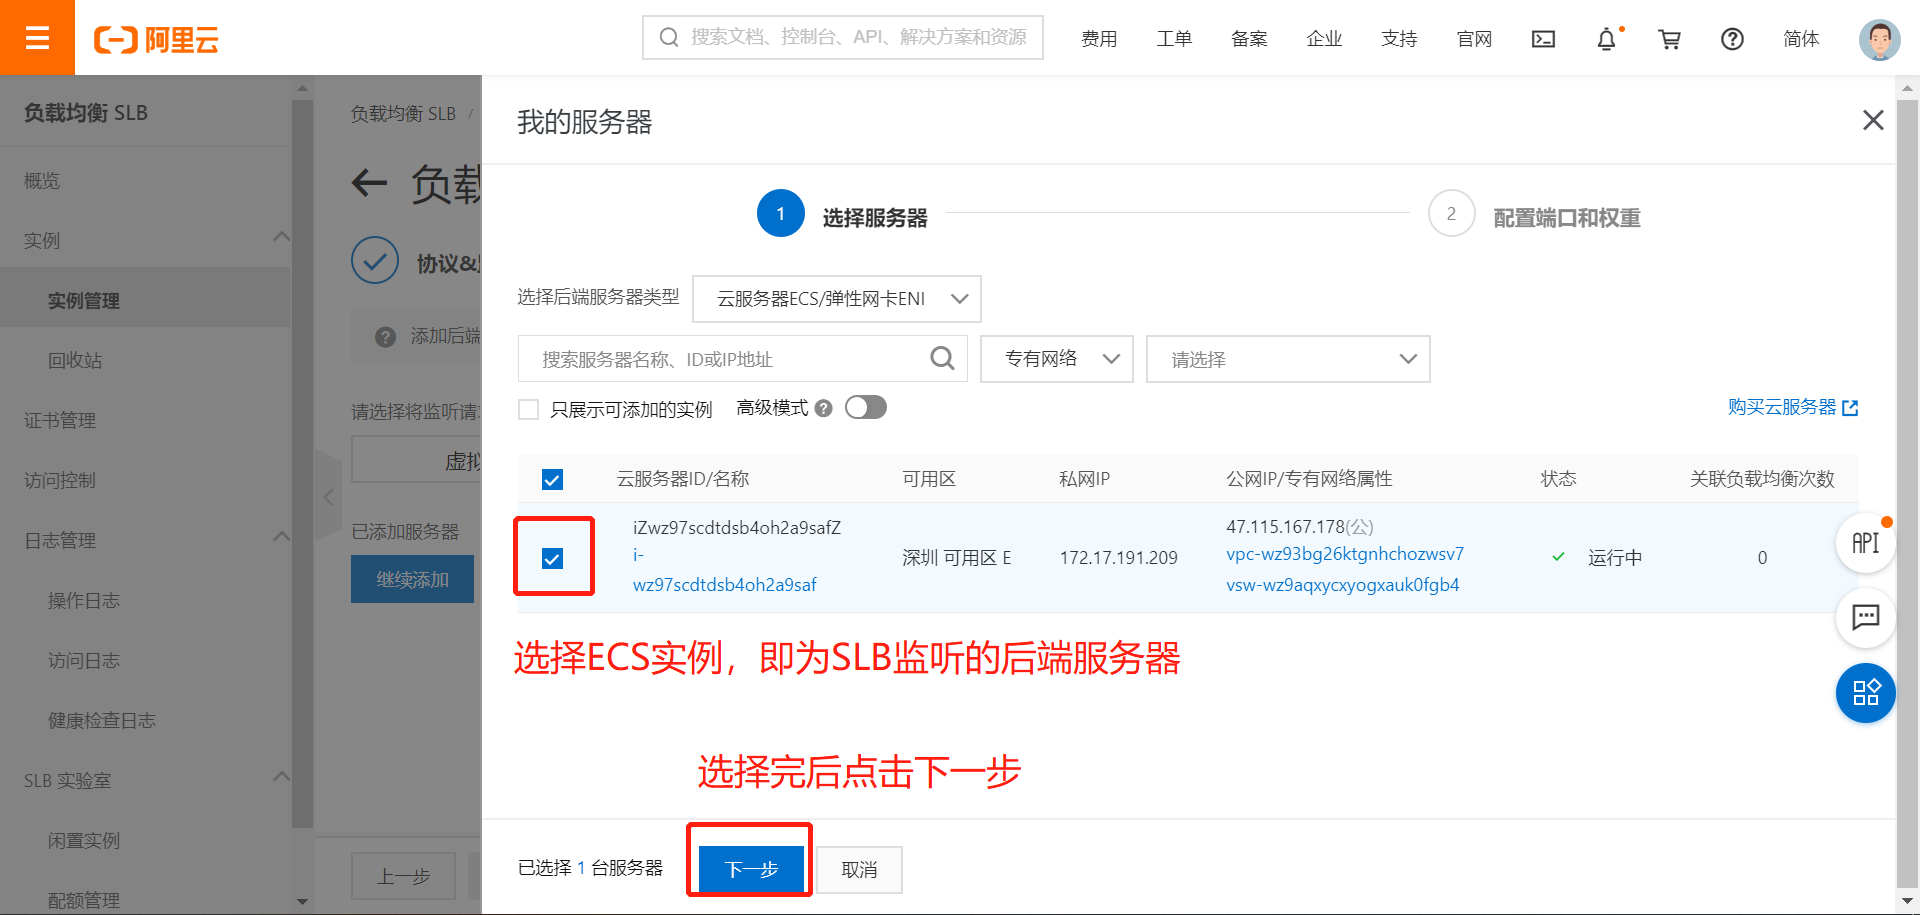 阿里云
搜索文档、控制台、API、解决方案和资源
费用
工单
备案
企业
支持
官网
简体
负载均衡 SLB
概览
实例
实例管理
回收站
证书管理
访问控制
日志管理
操作日志
访问日志
健康检查日志
SLB 实验室
闲置实例
配额管理
负载均衡 SLB /
负载
协议&
添加后端
请选择将监听请
虚拟
已添加服务器
继续添加
上一步
我的服务器
1
选择服务器
2
配置端口和权重
选择后端服务器类型
云服务器ECS/弹性网卡ENI
搜索服务器名称、ID或IP地址
专有网络
请选择
只展示可添加的实例
高级模式
购买云服务器
云服务器ID/名称
可用区
私网IP
公网IP/专有网络属性
状态
关联负载均衡次数
iZwz97scdtdsb4oh2a9safZ
i-
wz97scdtdsb4oh2a9saf
深圳 可用区 E
172.17.191.209
47.115.167.178(公)
vpc-wz93bg26ktgnhchozwsv7
vsw-wz9aqxycxyogxauk0fgb4
运行中
0
API
选择ECS实例，即为SLB监听的后端服务器
选择完后点击下一步
已选择 1 台服务器
下一步
取消